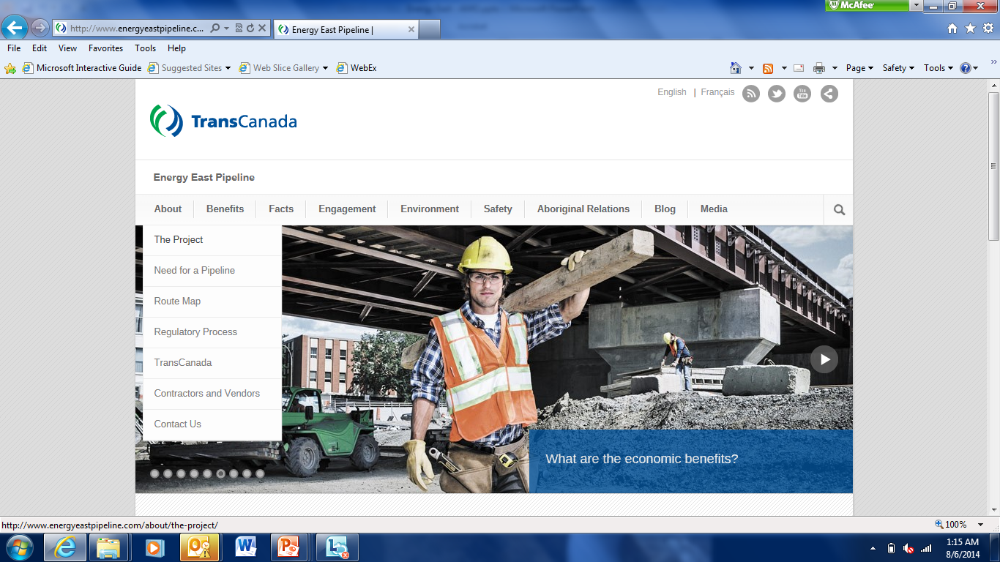 McAfee
http://www.energyeastpipeline.c...
Energy East Pipeline |
File Edit View Favorites Tools Help
Microsoft Interactive Guide Suggested Sites Web Slice Gallery WebEx
Page Safety Tools
English | Français
You
Tube
TransCanada
Energy East Pipeline
About Benefits Facts Engagement Environment Safety Aboriginal Relations Blog Media
The Project
Need for a Pipeline
Route Map
Regulatory Process
TransCanada
Contractors and Vendors
Contact Us
What are the economic benefits?
http://www.energyeastpipeline.com/about/the-project/
100%
1:15 AM
8/6/2014